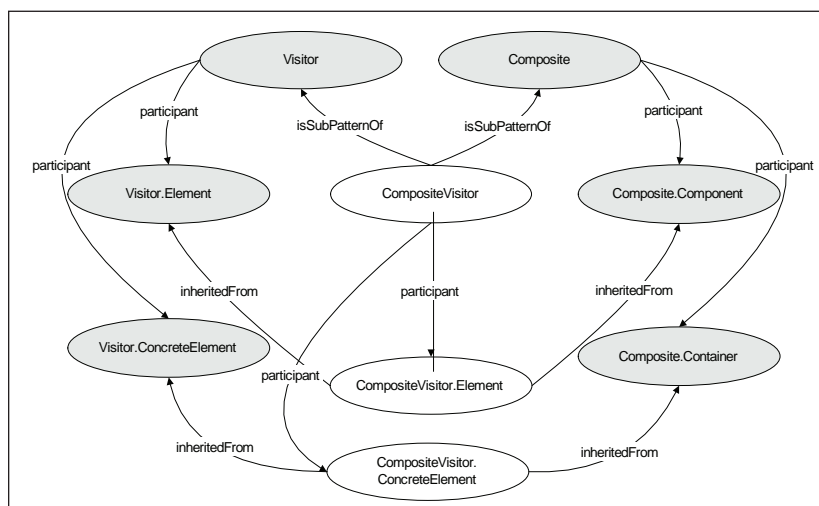 Visitor
Composite
participant
participant
isSubPatternOf
isSubPatternOf
participant
participant
Visitor.Element
CompositeVisitor
Composite.Component
participant
inheritedFrom
inheritedFrom
Visitor.ConcreteElement
Composite.Container
participant
CompositeVisitor.Element
inheritedFrom
inheritedFrom
CompositeVisitor.
ConcreteElement